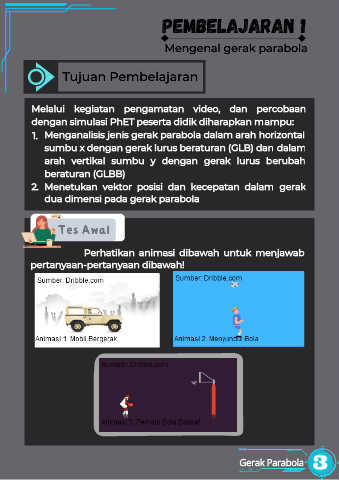 PEMBELAJARAN 1
Mengenal gerak parabola
Tujuan Pembelajaran
Melalui kegiatan pengamatan video, dan percobaan
dengan simulasi PhET peserta didik diharapkan mampu:
1. Menganalisis jenis gerak parabola dalam arah horizontal
sumbu x dengan gerak lurus beraturan (GLB) dan dalam
arah vertikal sumbu y dengan gerak lurus berubah
beraturan (GLBB)
2. Menetukan vektor posisi dan kecepatan dalam gerak
dua dimensi pada gerak parabola
Tes Awal
Perhatikan animasi dibawah untuk menjawab
pertanyaan-pertanyaan dibawah!
Sumber: Dribble.com
Sumber: Dribble.com
Animasi 1. Mobil Bergerak
Animasi 2. Menyundul Bola
Sumber: Dribble.com
Animasi 3. Pemain Bola Basket
Gerak Parabola 3